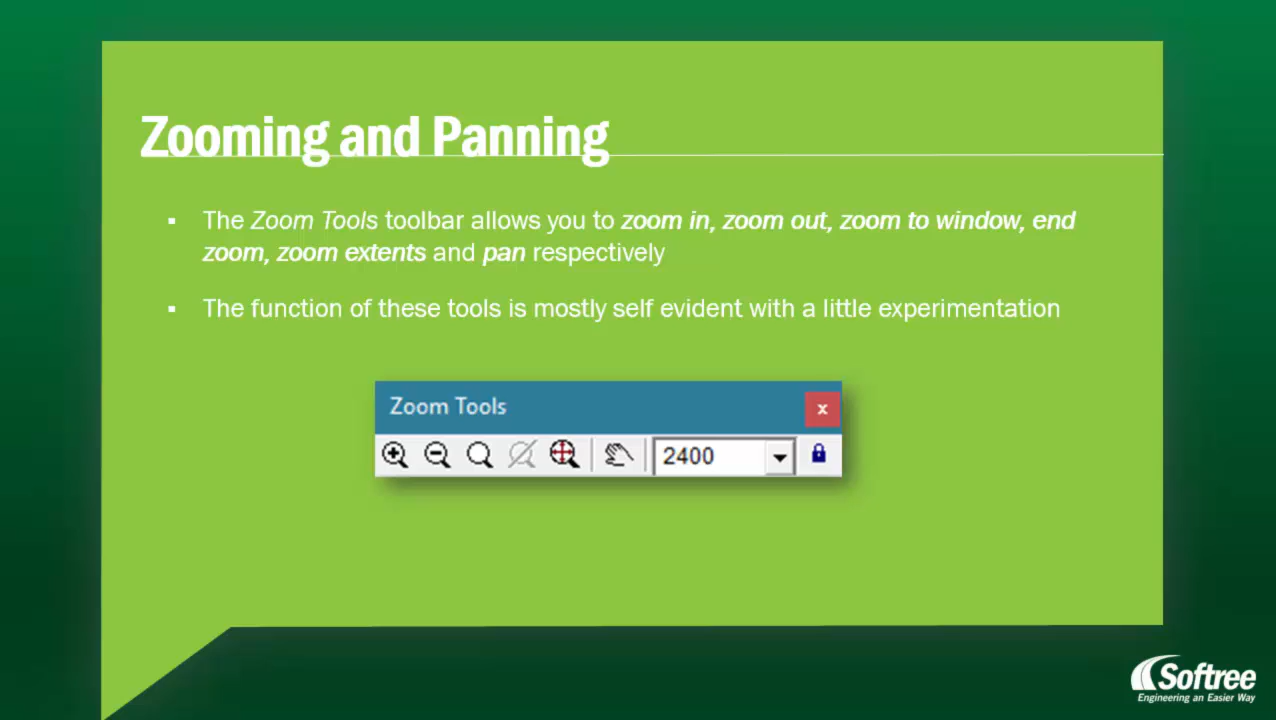 Zooming and Panning
▪ The Zoom Tools toolbar allows you to zoom in, zoom out, zoom to window, end
zoom, zoom extents and pan respectively
▪ The function of these tools is mostly self evident with a little experimentation
Zoom Tools x
2400
Softree
Engineering an Easier Way